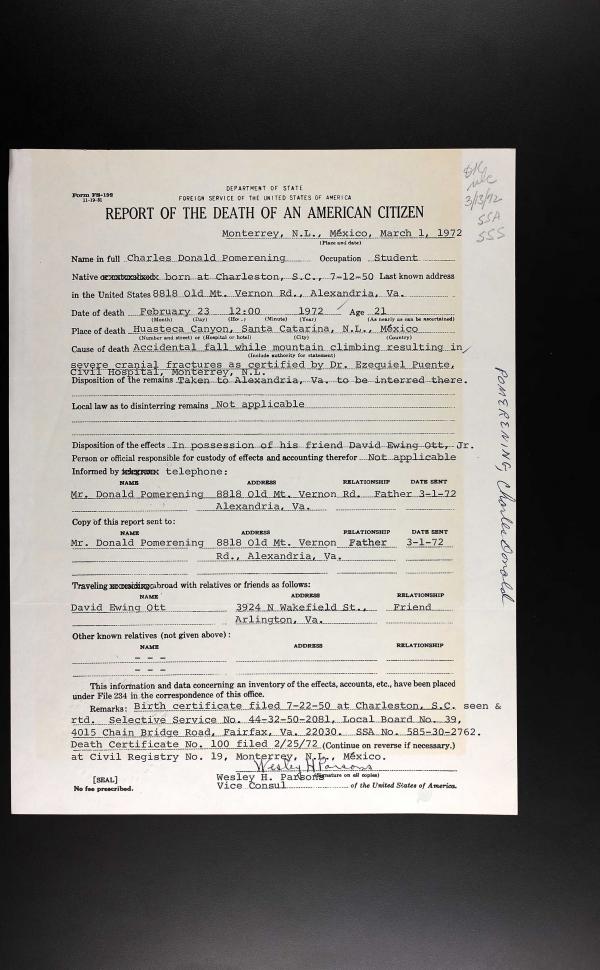 DEPARTMENT OF STATE
Form FS-192
11-19-51
FOREIGN SERVICE OF THE UNITED STATES OF AMERICA
REPORT OF THE DEATH OF AN AMERICAN CITIZEN
3/13/72
SSA
SSS
Monterrey, N.L., México, March 1, 1972
(Place and date)
Name in full Charles Donald Pomerening Occupation Student
Native born at Charleston, S.C., 7-12-50 Last known address
in the United States 8818 Old Mt. Vernon Rd., Alexandria, Va.
Date of death February 23 12:00 1972 Age 21
(Month) (Day) (Hour) (Minute) (Year) (As nearly as can be ascertained)
Place of death Huasteca Canyon, Santa Catarina, N.L., México
(Number and street) or (Hospital or hotel) (City) (Country)
Cause of death Accidental fall while mountain climbing resulting in
(Include authority for statement)
severe cranial fractures as certified by Dr. Ezequiel Puente,
Civil Hospital, Monterrey, N.L.
Disposition of the remains Taken to Alexandria, Va. to be interred there.
Local law as to disinterring remains Not applicable
Disposition of the effects In possession of his friend David Ewing Ott, Jr.
Person or official responsible for custody of effects and accounting therefor Not applicable
Informed by telephone:
NAME ADDRESS RELATIONSHIP DATE SENT
Mr. Donald Pomerening 8818 Old Mt. Vernon Rd. Father 3-1-72
Alexandria, Va.
Copy of this report sent to:
NAME ADDRESS RELATIONSHIP DATE SENT
Mr. Donald Pomerening 8818 Old Mt. Vernon Father 3-1-72
Rd., Alexandria, Va.
Traveling abroad with relatives or friends as follows:
NAME ADDRESS RELATIONSHIP
David Ewing Ott 3924 N Wakefield St., Friend
Arlington, Va.
Other known relatives (not given above):
NAME ADDRESS RELATIONSHIP
- - -
- - -
This information and data concerning an inventory of the effects, accounts, etc., have been placed
under File 234 in the correspondence of this office.
Remarks: Birth certificate filed 7-22-50 at Charleston, S.C. seen &
rtd. Selective Service No. 44-32-50-2081, Local Board No. 39,
4015 Chain Bridge Road, Fairfax, Va. 22030. SSA No. 585-30-2762.
Death Certificate No. 100 filed 2/25/72 (Continue on reverse if necessary.)
at Civil Registry No. 19, Monterrey, N.L., México.
Wesley H Parsons
[SEAL] Wesley H. Parsons (Signature on all copies)
No fee prescribed. Vice Consul of the United States of America.
POMERENING, Charles Donald